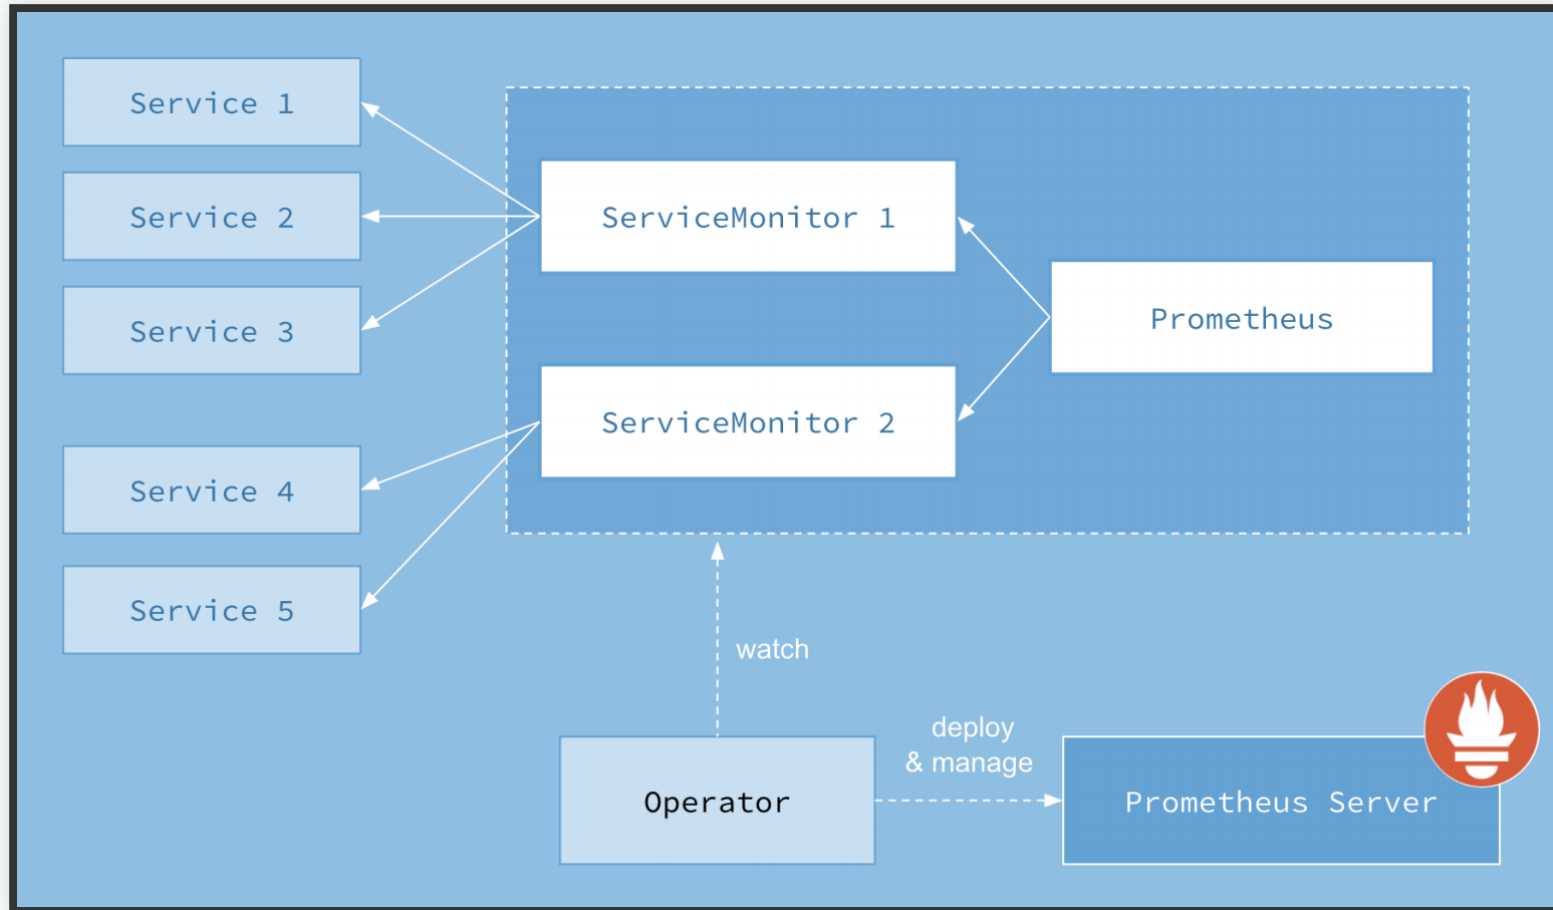 Service 1
Service 2
Service 3
Service 4
Service 5
ServiceMonitor 1
ServiceMonitor 2
Prometheus
watch
Operator
deploy
& manage
Prometheus Server